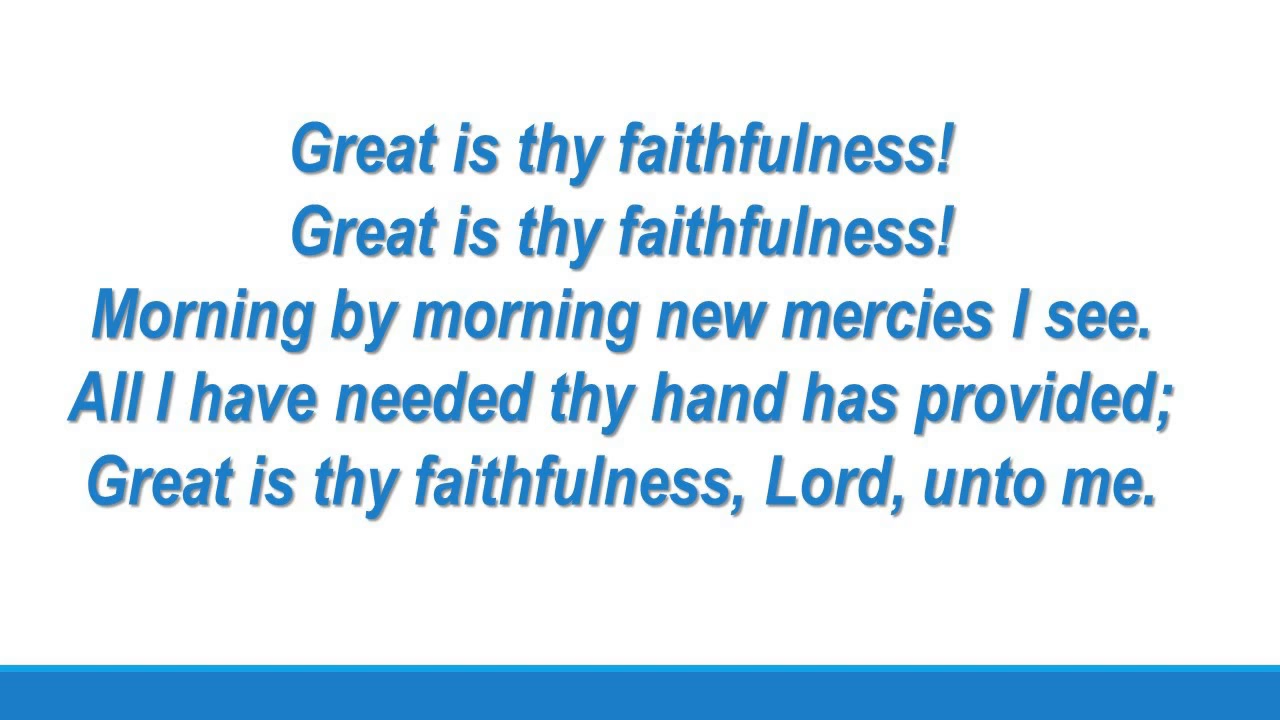 Great is thy faithfulness!
Great is thy faithfulness!
Morning by morning new mercies I see.
All I have needed thy hand has provided;
Great is thy faithfulness, Lord, unto me.